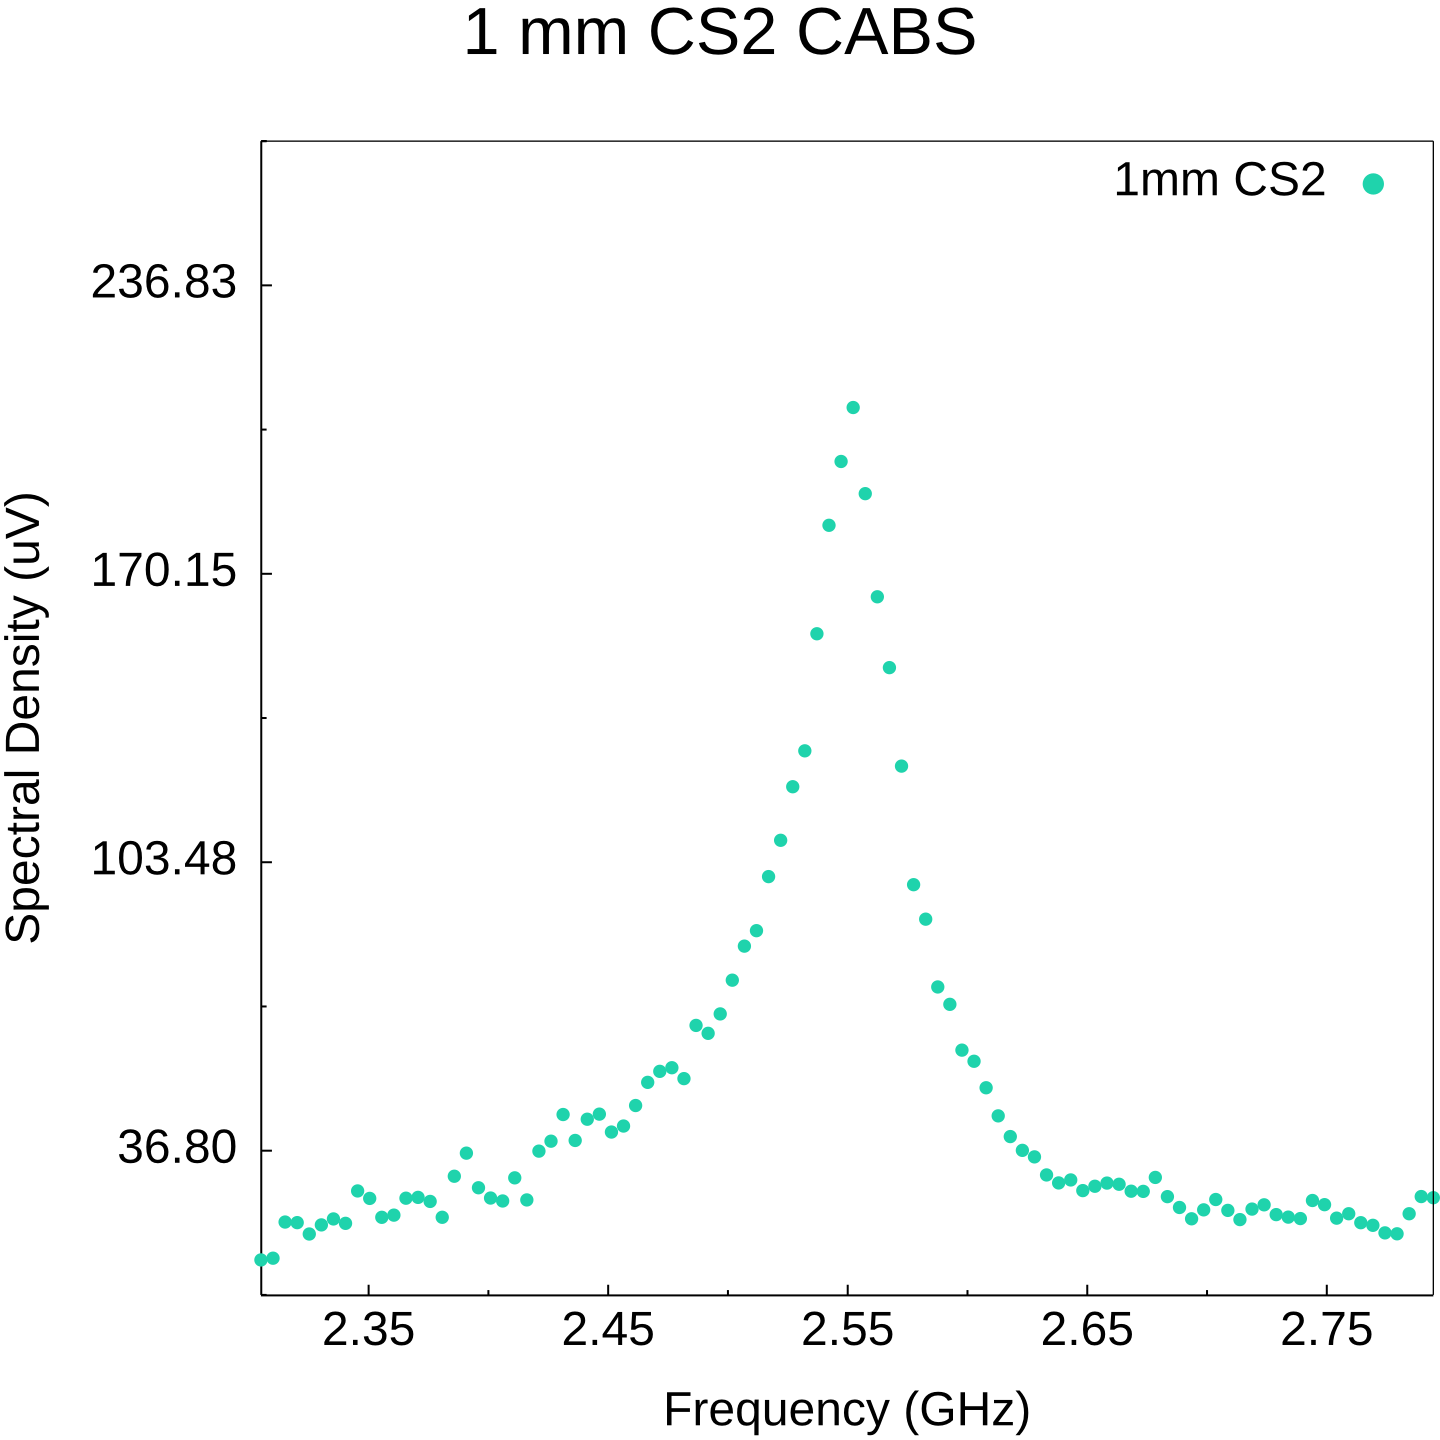 1 mm CS2 CABS
1mm CS2
236.83
170.15
103.48
36.80
Spectral Density (uV)
2.35 2.45 2.55 2.65 2.75
Frequency (GHz)